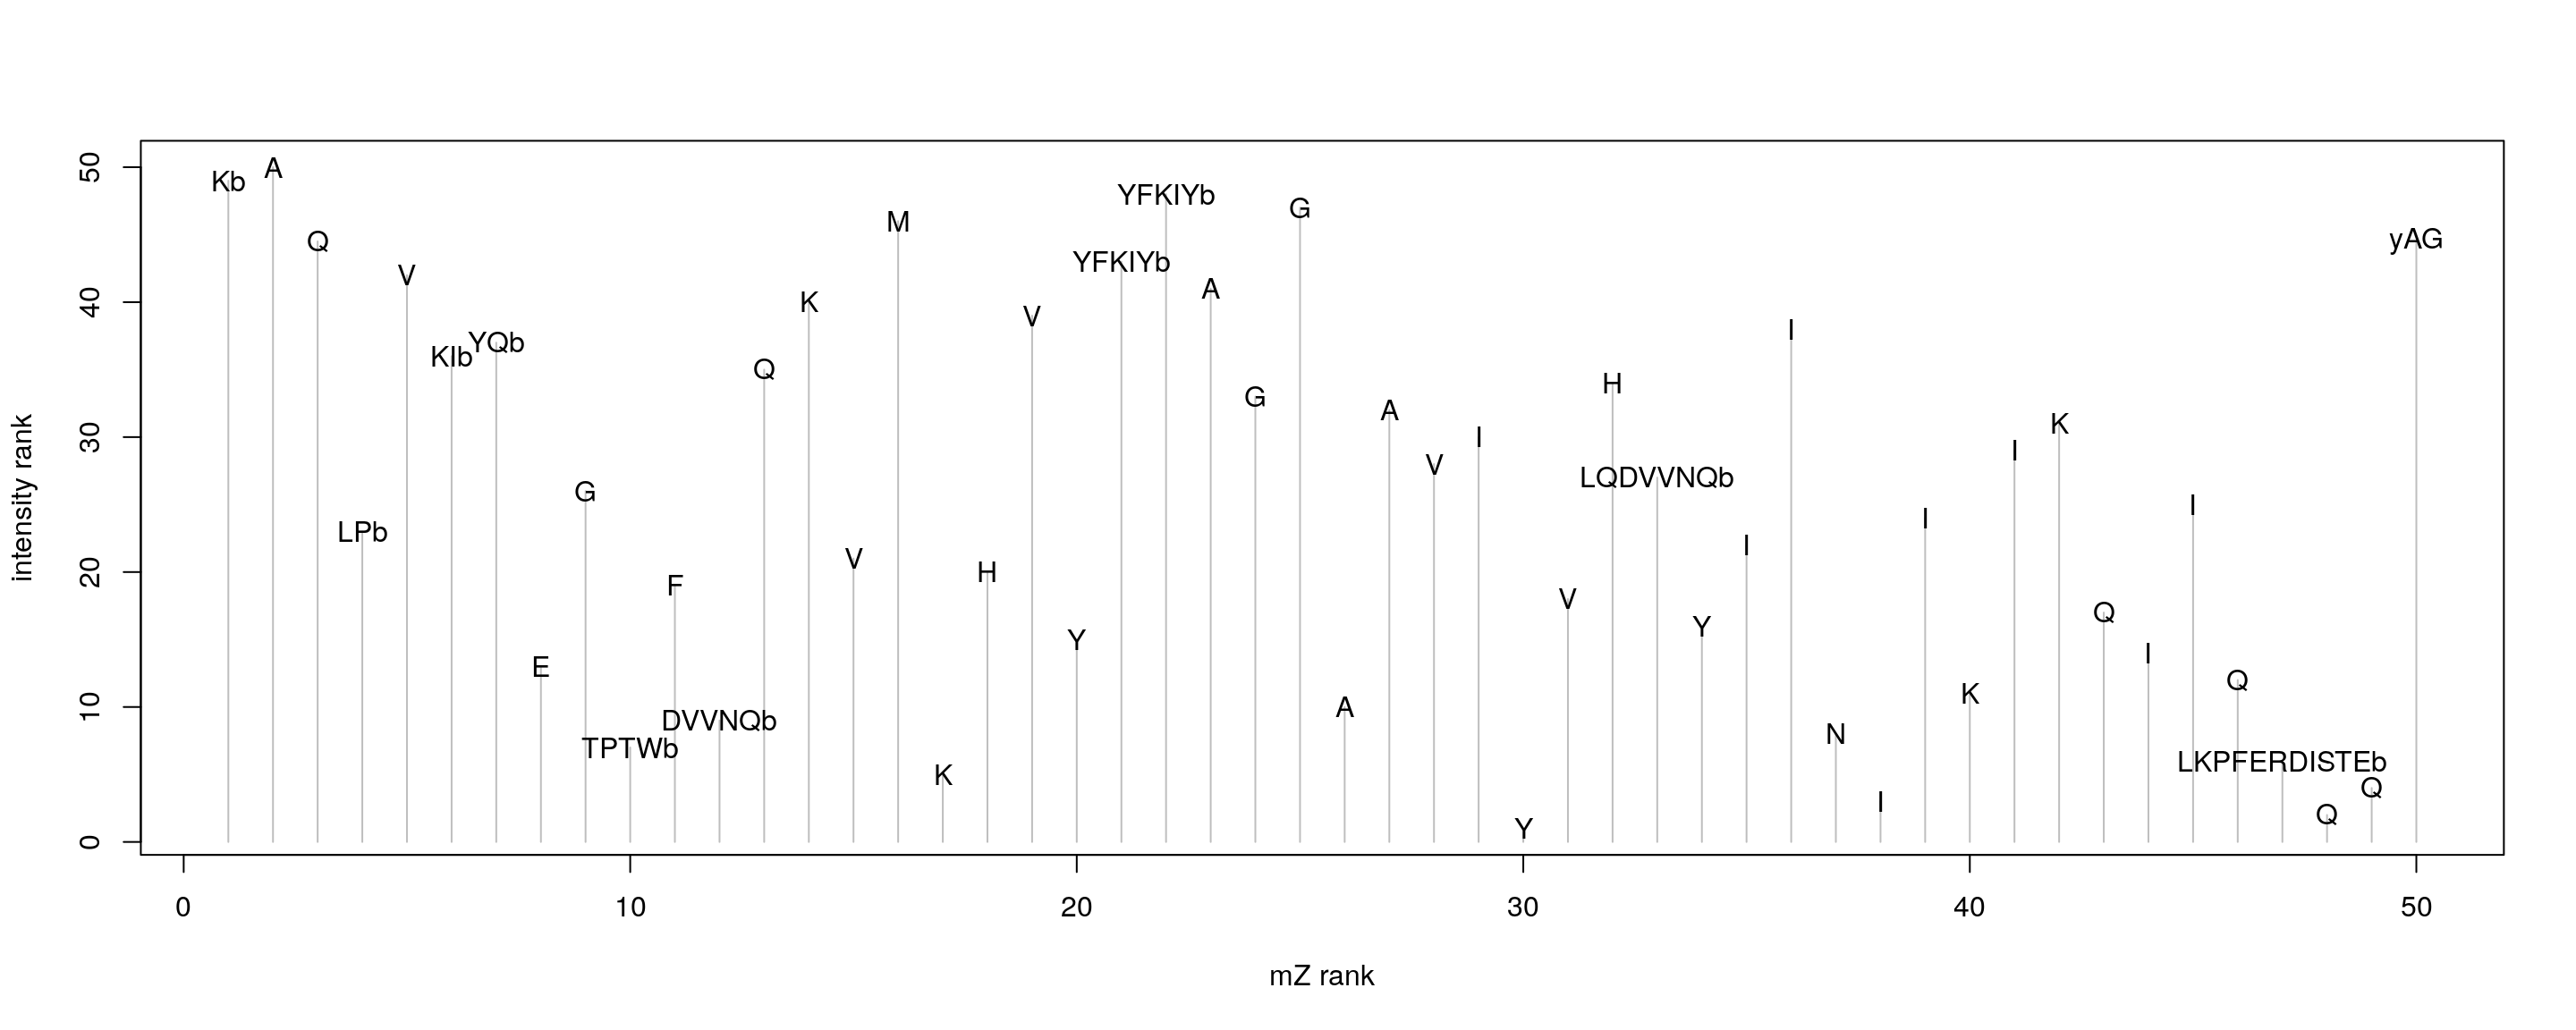 50
40
30
20
10
0
intensity rank
Kb
A
Q
LPb
V
KIb
YQb
E
G
TPTWb
F
DVVNQb
Q
K
V
M
K
H
V
Y
YFKIYb
YFKIYb
A
G
G
A
A
V
I
Y
V
H
LQDVVNQb
Y
I
I
N
I
I
K
I
K
Q
I
I
Q
LKPFERDISTEb
Q
Q
yAG
0 10 20 30 40 50
mZ rank